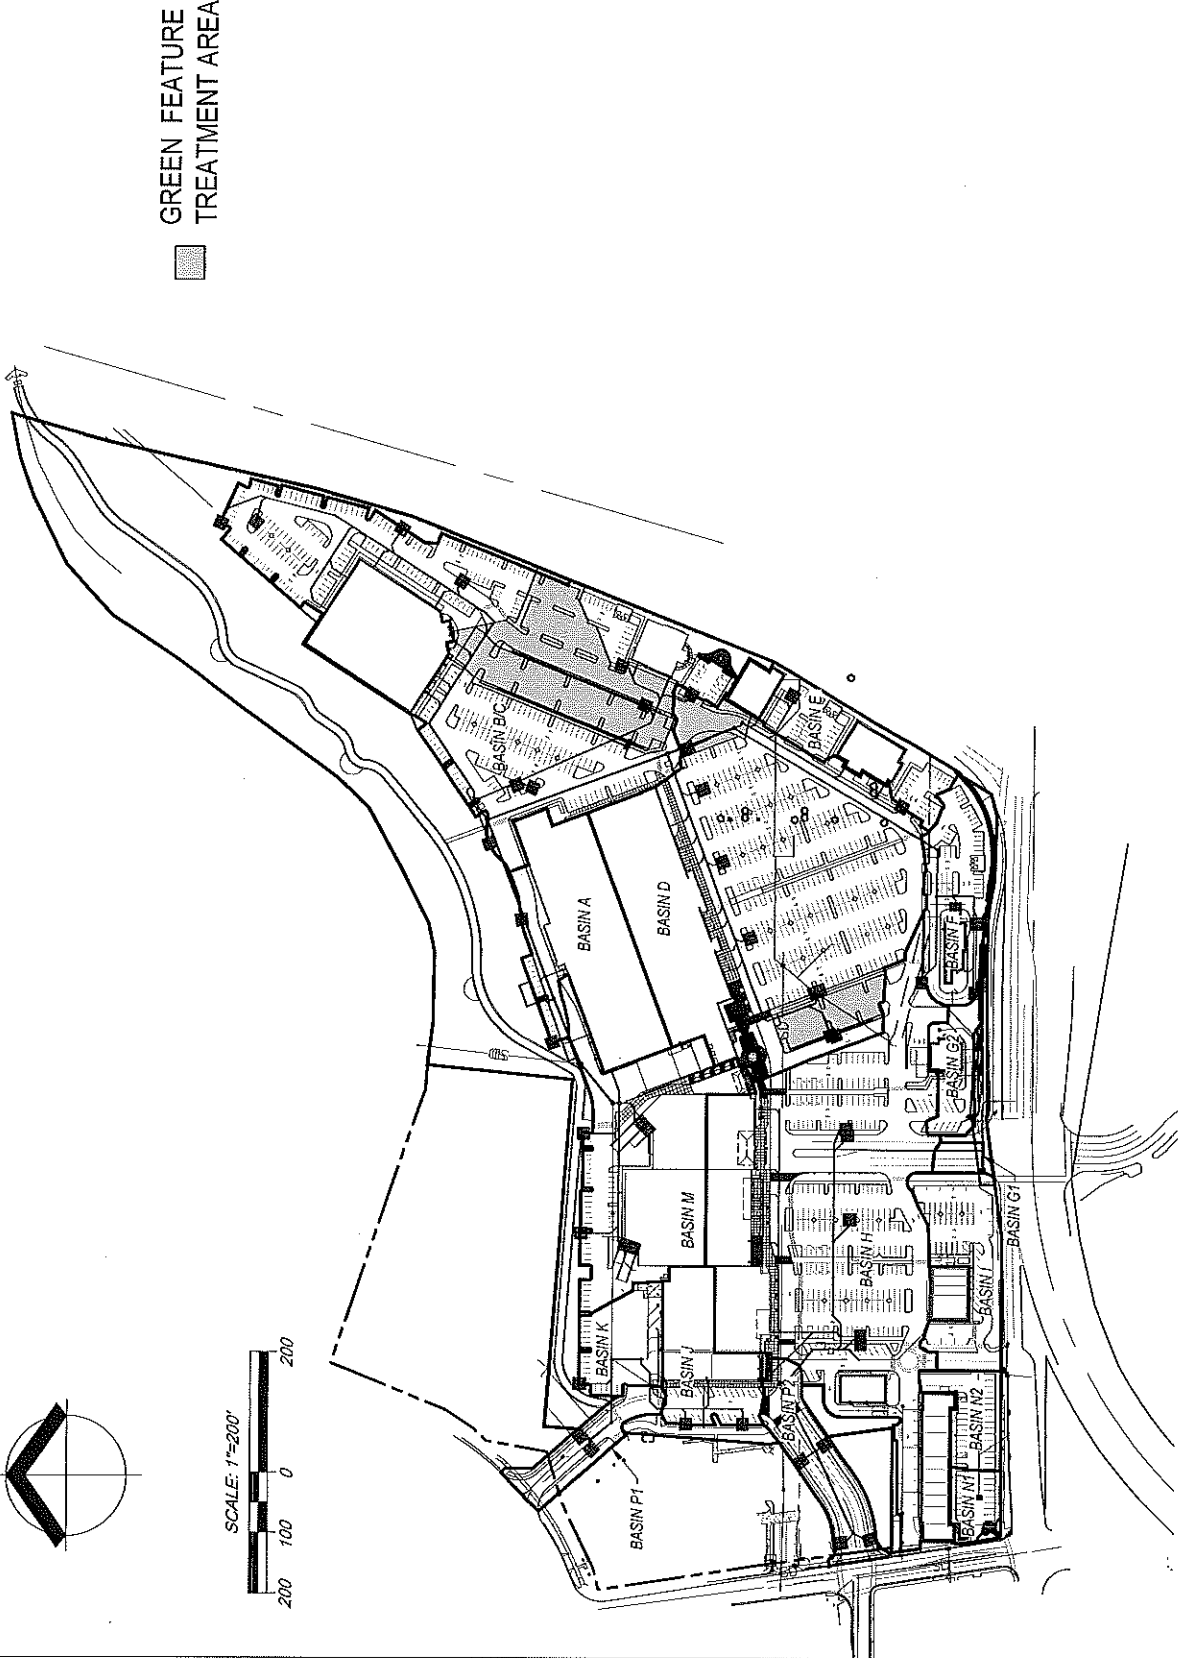 GREEN FEATURE
TREATMENT AREA
SCALE: 1"=200'
200
100
0
200
BASIN P1
BASIN K
BASIN J
BASIN P2
BASIN N1
BASIN N2
BASIN M
BASIN H
BASIN I
BASIN G1
BASIN G2
BASIN F
BASIN A
BASIN D
BASIN E
BASIN B/C